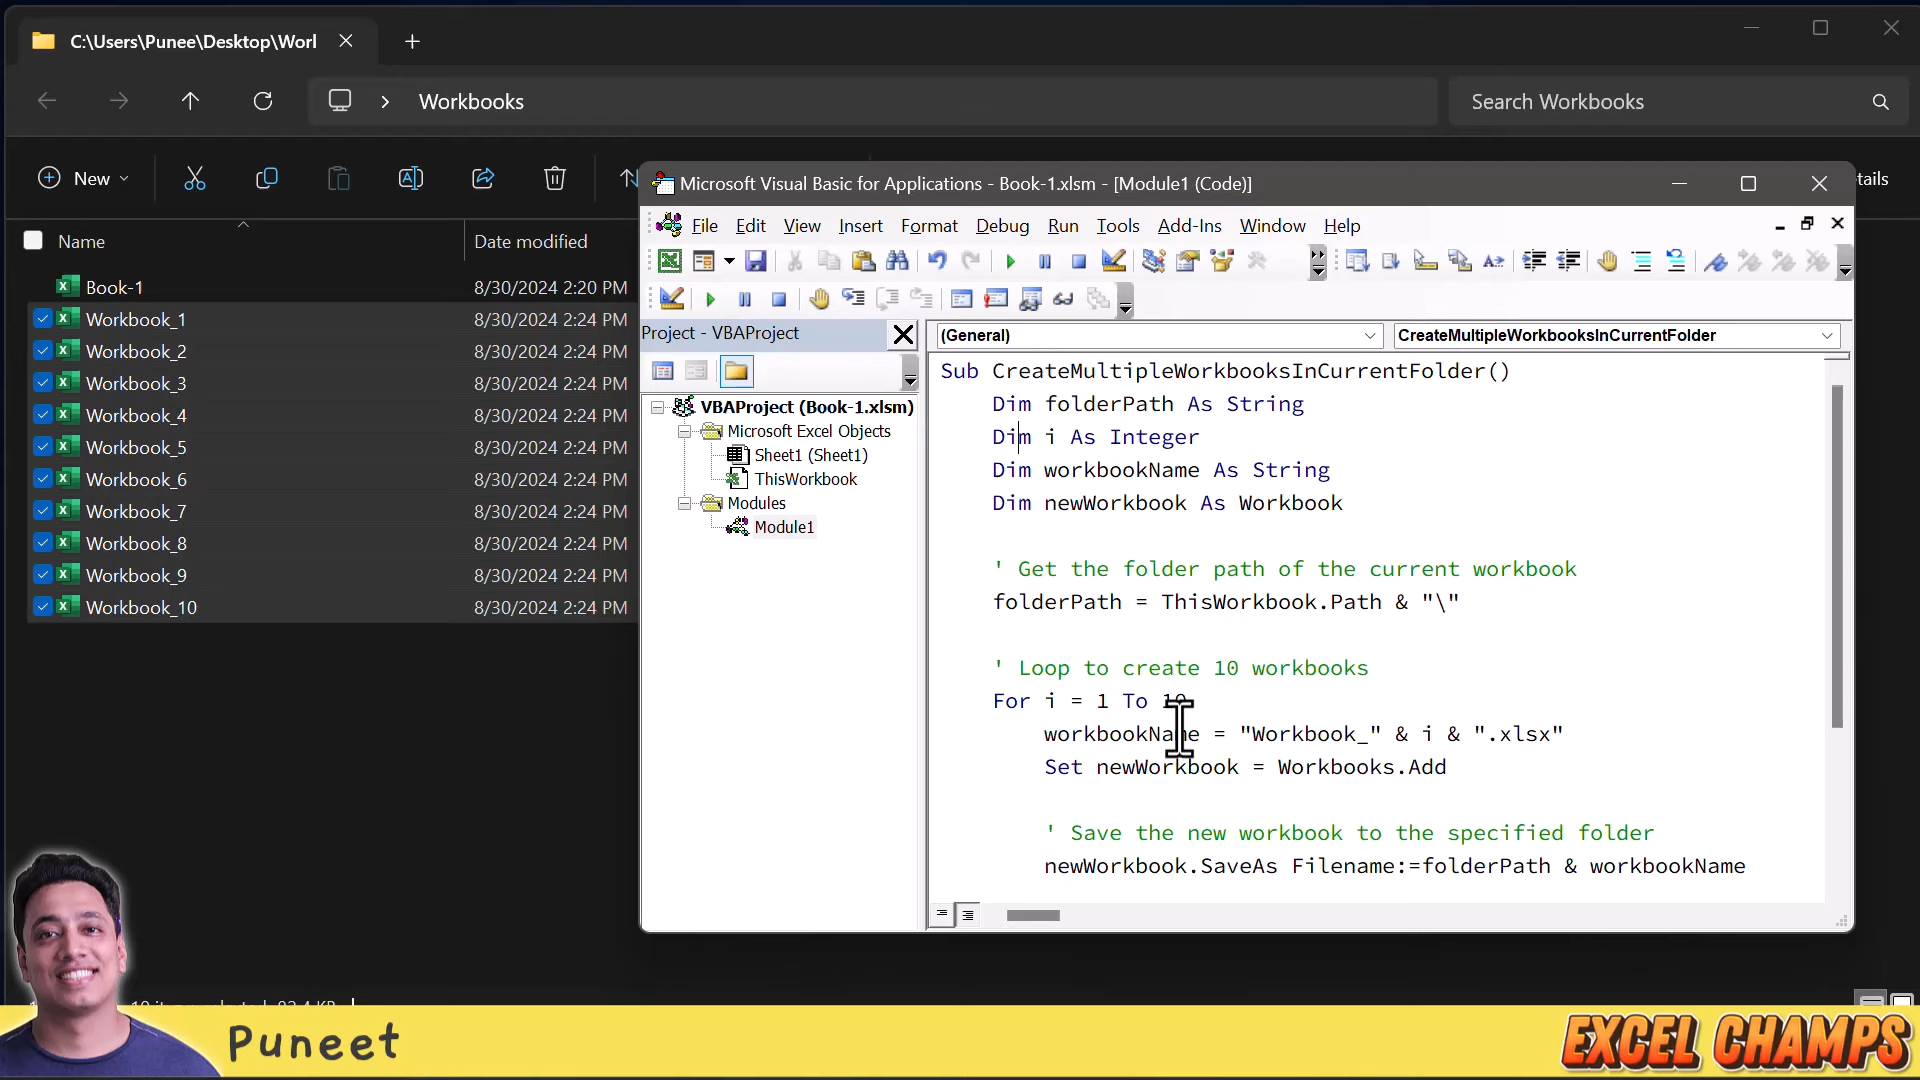 C:\Users\Punee\Desktop\Worl
Workbooks
Search Workbooks
New
tails
Name
Date modified
Book-1 8/30/2024 2:20 PM
Workbook_1 8/30/2024 2:24 PM
Workbook_2 8/30/2024 2:24 PM
Workbook_3 8/30/2024 2:24 PM
Workbook_4 8/30/2024 2:24 PM
Workbook_5 8/30/2024 2:24 PM
Workbook_6 8/30/2024 2:24 PM
Workbook_7 8/30/2024 2:24 PM
Workbook_8 8/30/2024 2:24 PM
Workbook_9 8/30/2024 2:24 PM
Workbook_10 8/30/2024 2:24 PM
Microsoft Visual Basic for Applications - Book-1.xlsm - [Module1 (Code)]
File Edit View Insert Format Debug Run Tools Add-Ins Window Help
Project - VBAProject
VBAProject (Book-1.xlsm)
Microsoft Excel Objects
Sheet1 (Sheet1)
ThisWorkbook
Modules
Module1
(General)
CreateMultipleWorkbooksInCurrentFolder
Sub CreateMultipleWorkbooksInCurrentFolder()
Dim folderPath As String
Dim i As Integer
Dim workbookName As String
Dim newWorkbook As Workbook
' Get the folder path of the current workbook
folderPath = ThisWorkbook.Path & "\"
' Loop to create 10 workbooks
For i = 1 To 10
workbookName = "Workbook_" & i & ".xlsx"
Set newWorkbook = Workbooks.Add
' Save the new workbook to the specified folder
newWorkbook.SaveAs Filename:=folderPath & workbookName
Puneet
EXCEL CHAMPS